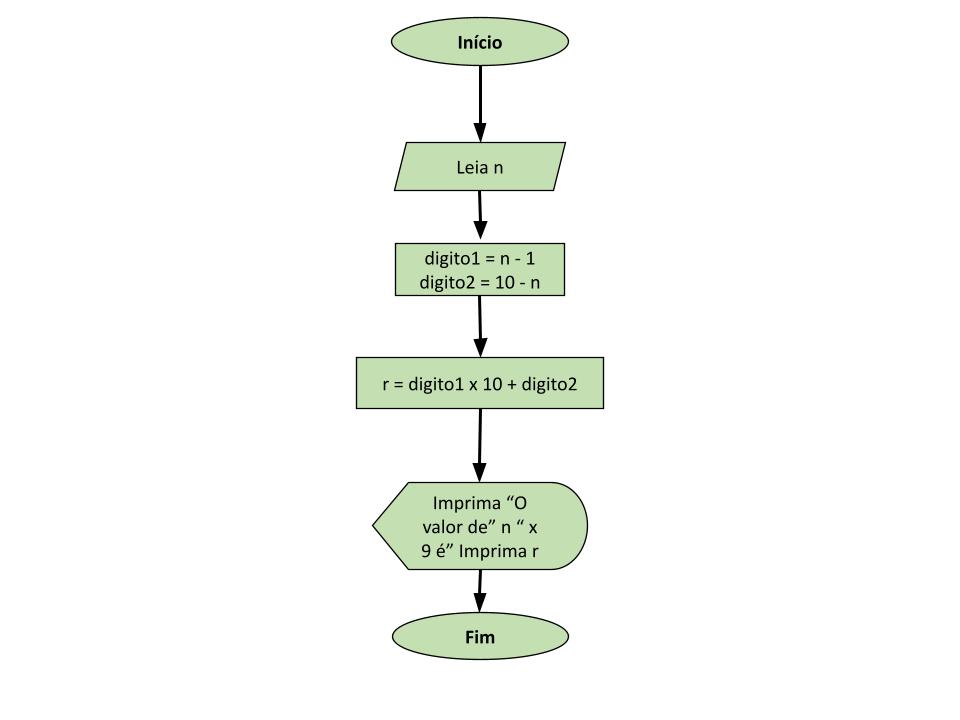 Início
Leia n
digito1 = n - 1
digito2 = 10 - n
r = digito1 x 10 + digito2
Imprima “O
valor de” n “ x
9 é” Imprima r
Fim